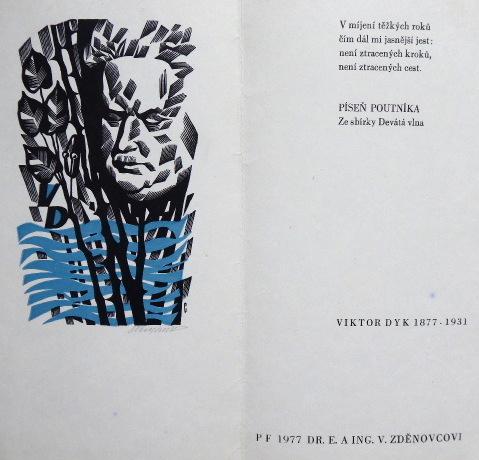 V míjení těžkých roků
čím dál mi jasnější jest:
není ztracených kroků,
není ztracených cest.
PÍSEŇ POUTNÍKA
Ze sbírky Devátá vlna
V
D
C
VIKTOR DYK 1877-1931
P F 1977 DR. E. A ING. V. ZDĚNOVCOVI